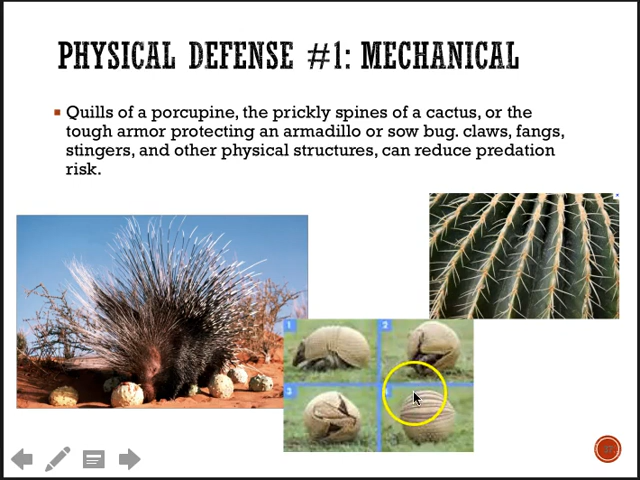 PHYSICAL DEFENSE #1: MECHANICAL
Quills of a porcupine, the prickly spines of a cactus, or the
tough armor protecting an armadillo or sow bug. claws, fangs,
stingers, and other physical structures, can reduce predation
risk.
1 2
3